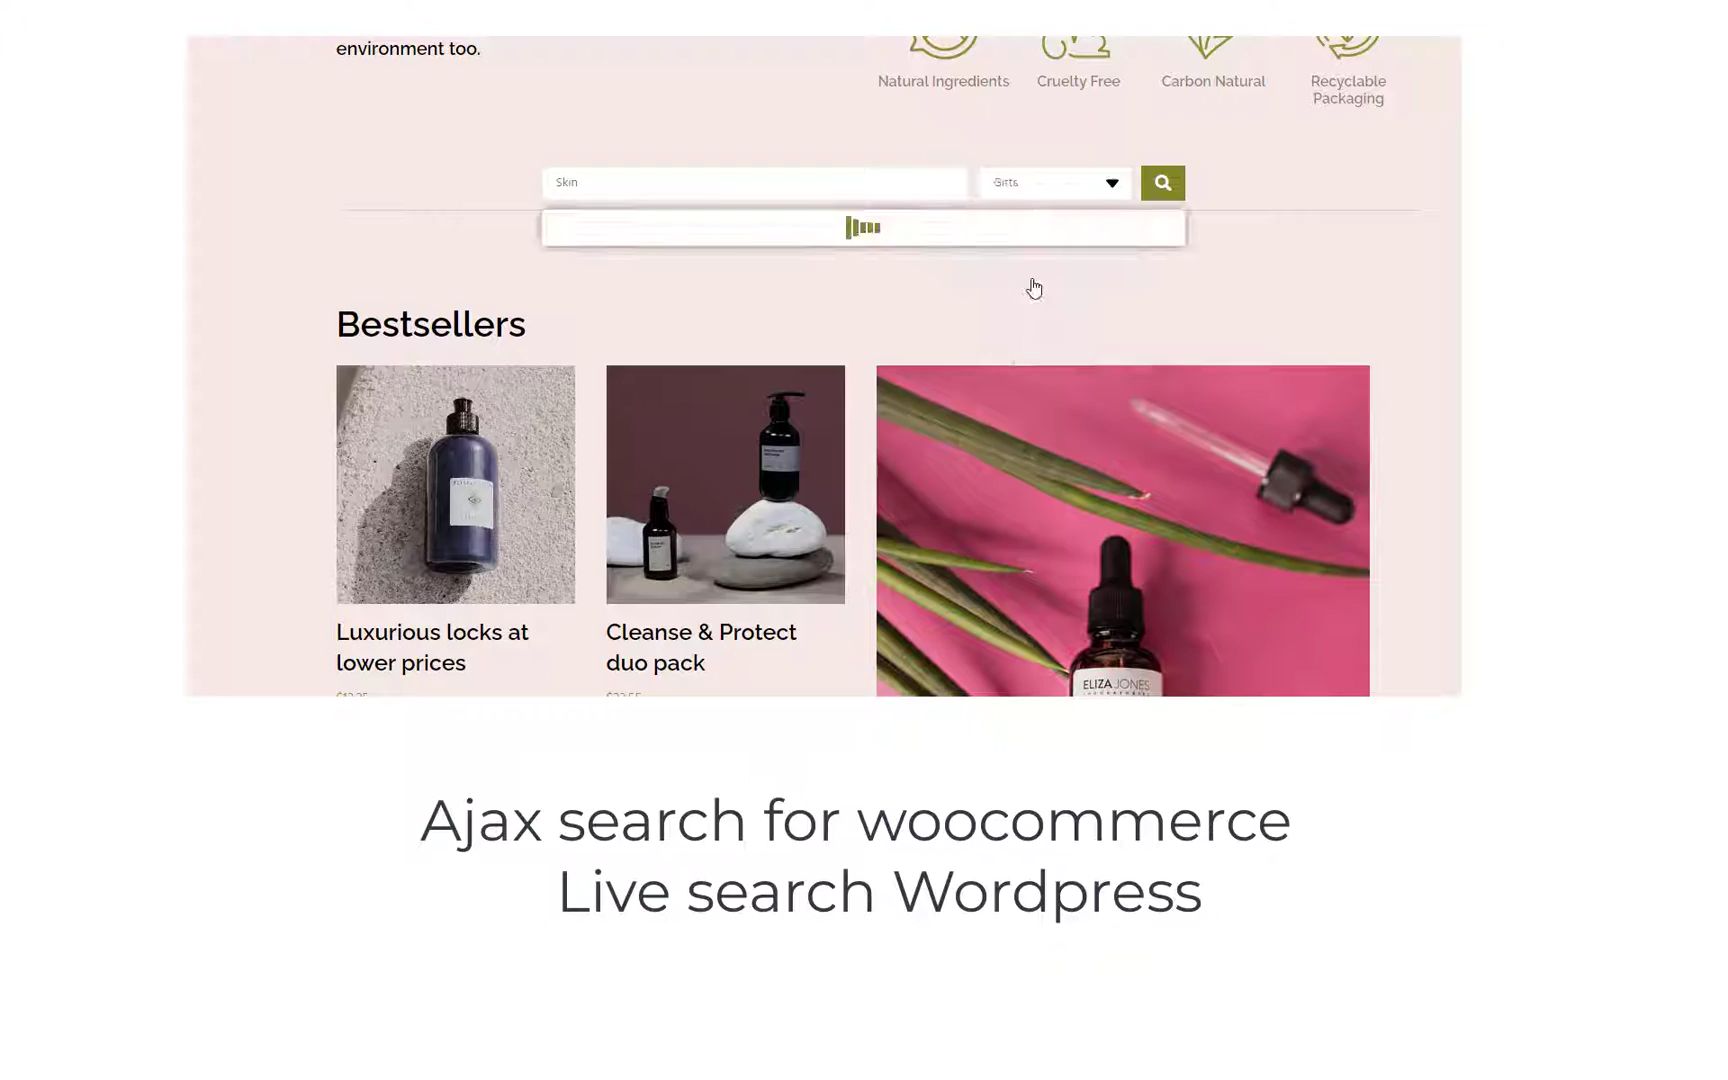 environment too.
Natural Ingredients
Cruelty Free
Carbon Natural
Recyclable
Packaging
Skin
Gifts
Bestsellers
Luxurious locks at
lower prices
Cleanse & Protect
duo pack
ELIZA JONES
Ajax search for woocommerce
Live search Wordpress